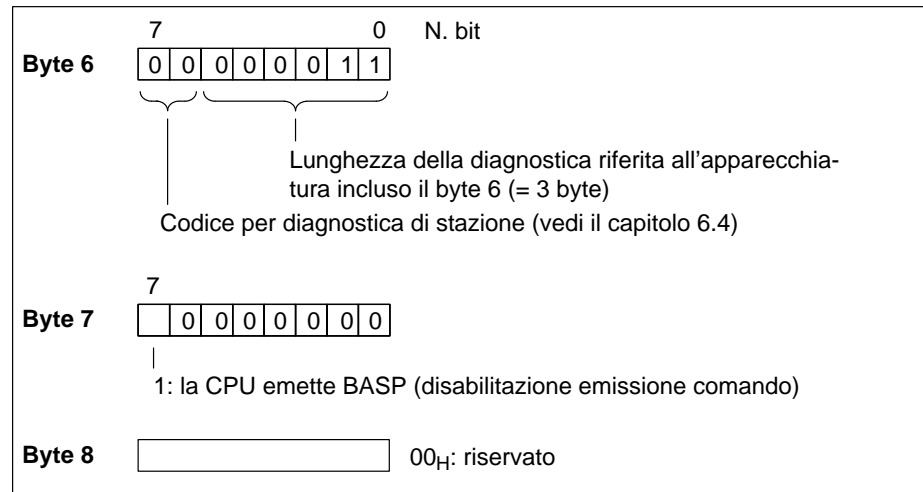 7 0 N. bit
Byte 6 0 0 0 0 0 0 1 1
Lunghezza della diagnostica riferita all'apparecchia-
tura incluso il byte 6 (= 3 byte)
Codice per diagnostica di stazione (vedi il capitolo 6.4)
7
Byte 7 0 0 0 0 0 0 0
1: la CPU emette BASP (disabilitazione emissione comando)
Byte 8 00H: riservato